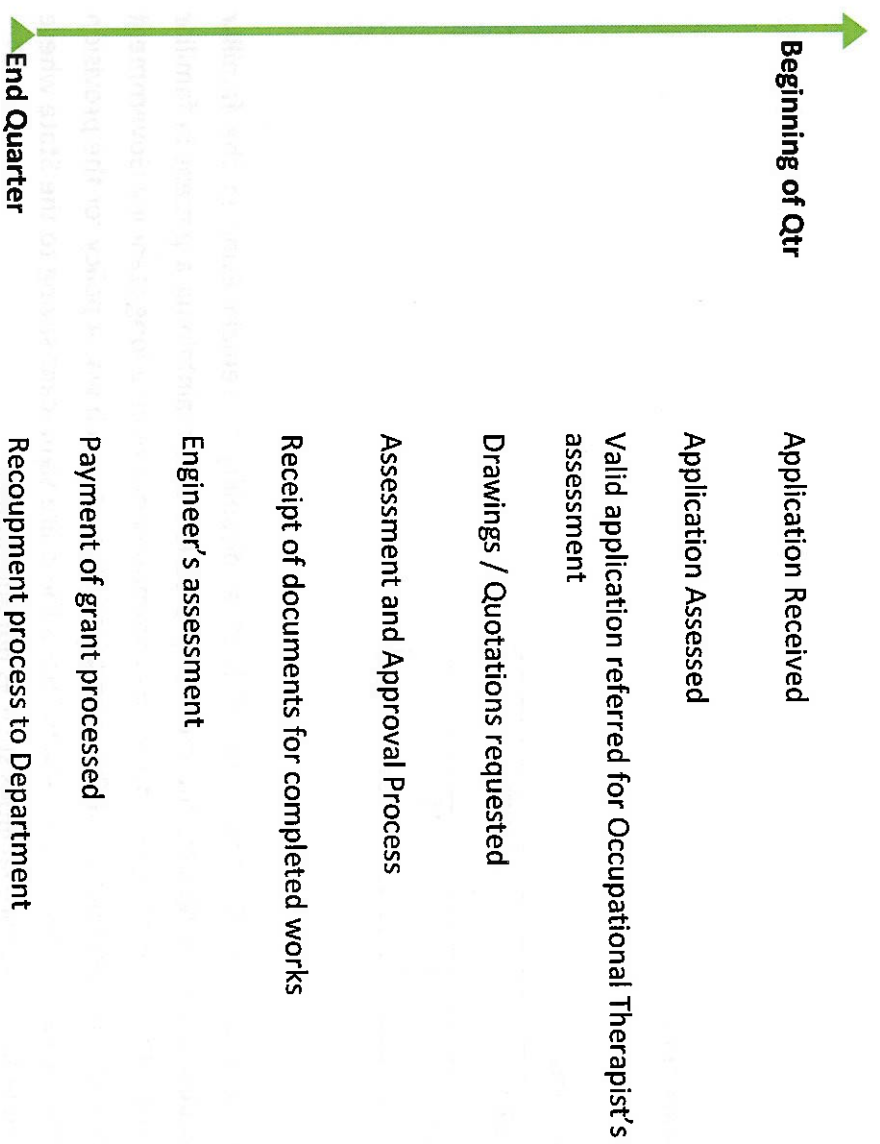 Beginning of Qtr
Application Received
Application Assessed
Valid application referred for Occupational Therapist's
assessment
Drawings / Quotations requested
Assessment and Approval Process
Receipt of documents for completed works
Engineer's assessment
Payment of grant processed
End Quarter
Recoupment process to Department